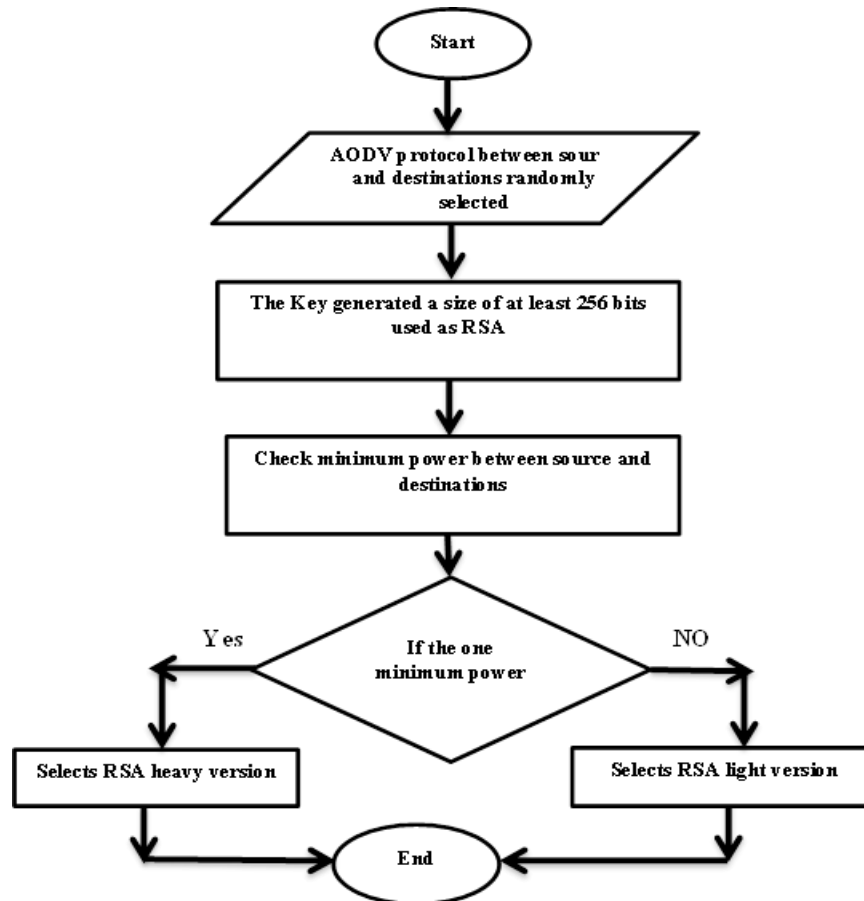 Start
AODV protocol between sour
and destinations randomly
selected
The Key generated a size of at least 256 bits
used as RSA
Check minimum power between source and
destinations
Yes
NO
If the one
minimum power
Selects RSA heavy version
Selects RSA light version
End